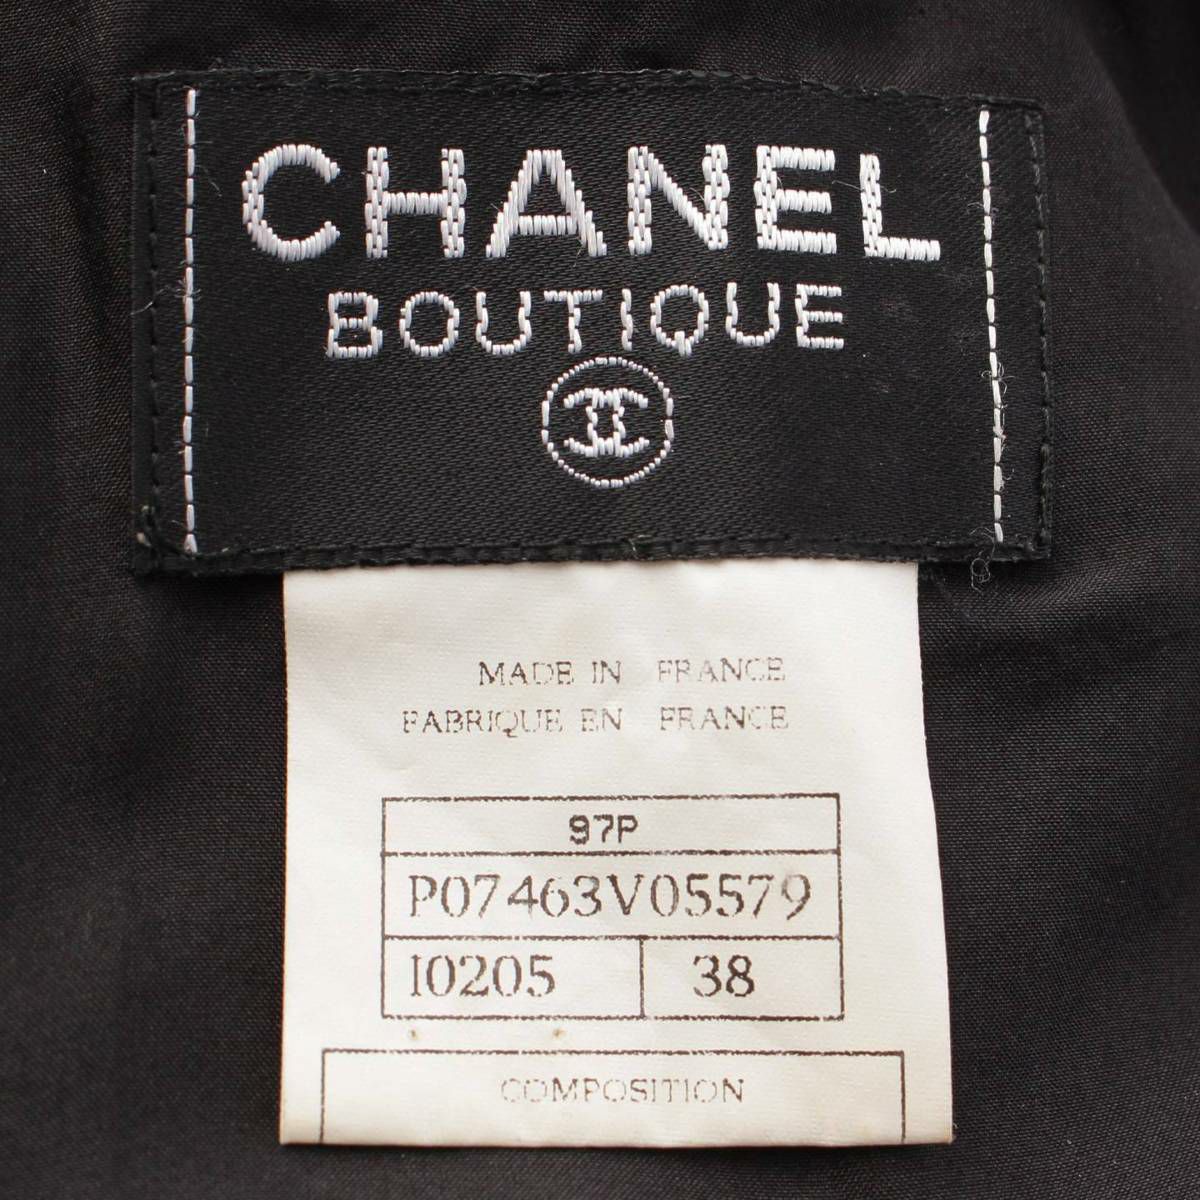 CHANEL
BOUTIQUE
MADE IN FRANCE
FABRIQUE EN FRANCE
97P
P07463V05579
I0205 38
COMPOSITION